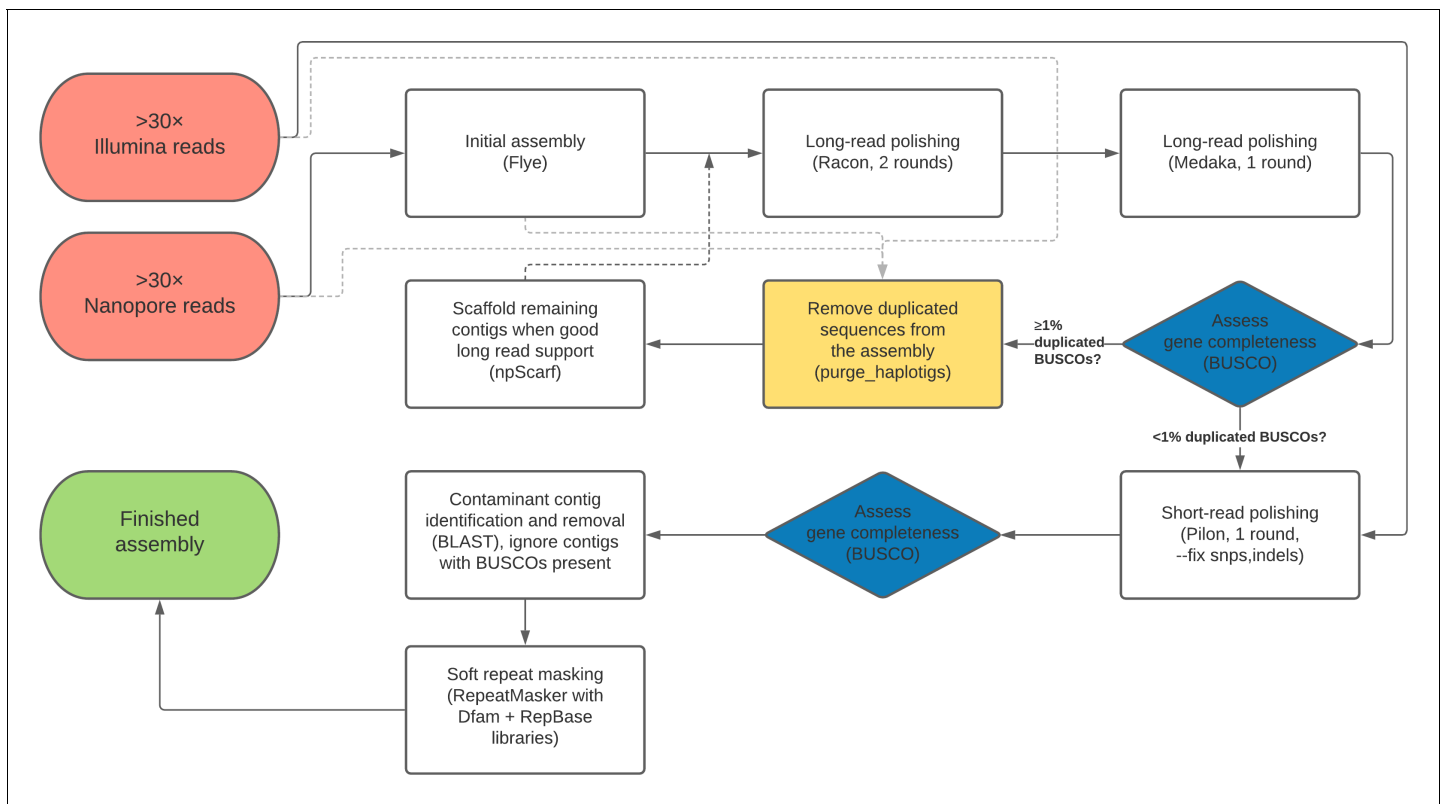 >30×
Illumina reads
Initial assembly
(Flye)
Long-read polishing
(Racon, 2 rounds)
Long-read polishing
(Medaka, 1 round)
>30×
Nanopore reads
Scaffold remaining
contigs when good
long read support
(npScarf)
Remove duplicated
sequences from
the assembly
(purge_haplotigs)
≥1%
duplicated
BUSCOs?
Assess
gene completeness
(BUSCO)
<1% duplicated BUSCOs?
Finished
assembly
Contaminant contig
identification and removal
(BLAST), ignore contigs
with BUSCOs present
Assess
gene completeness
(BUSCO)
Short-read polishing
(Pilon, 1 round,
--fix snps,indels)
Soft repeat masking
(RepeatMasker with
Dfam + RepBase
libraries)